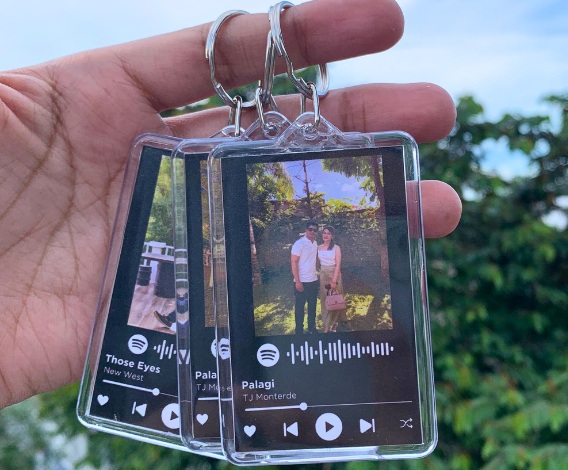 Those Eyes
New West
Pala
TJ M
Palagi
TJ Monterde